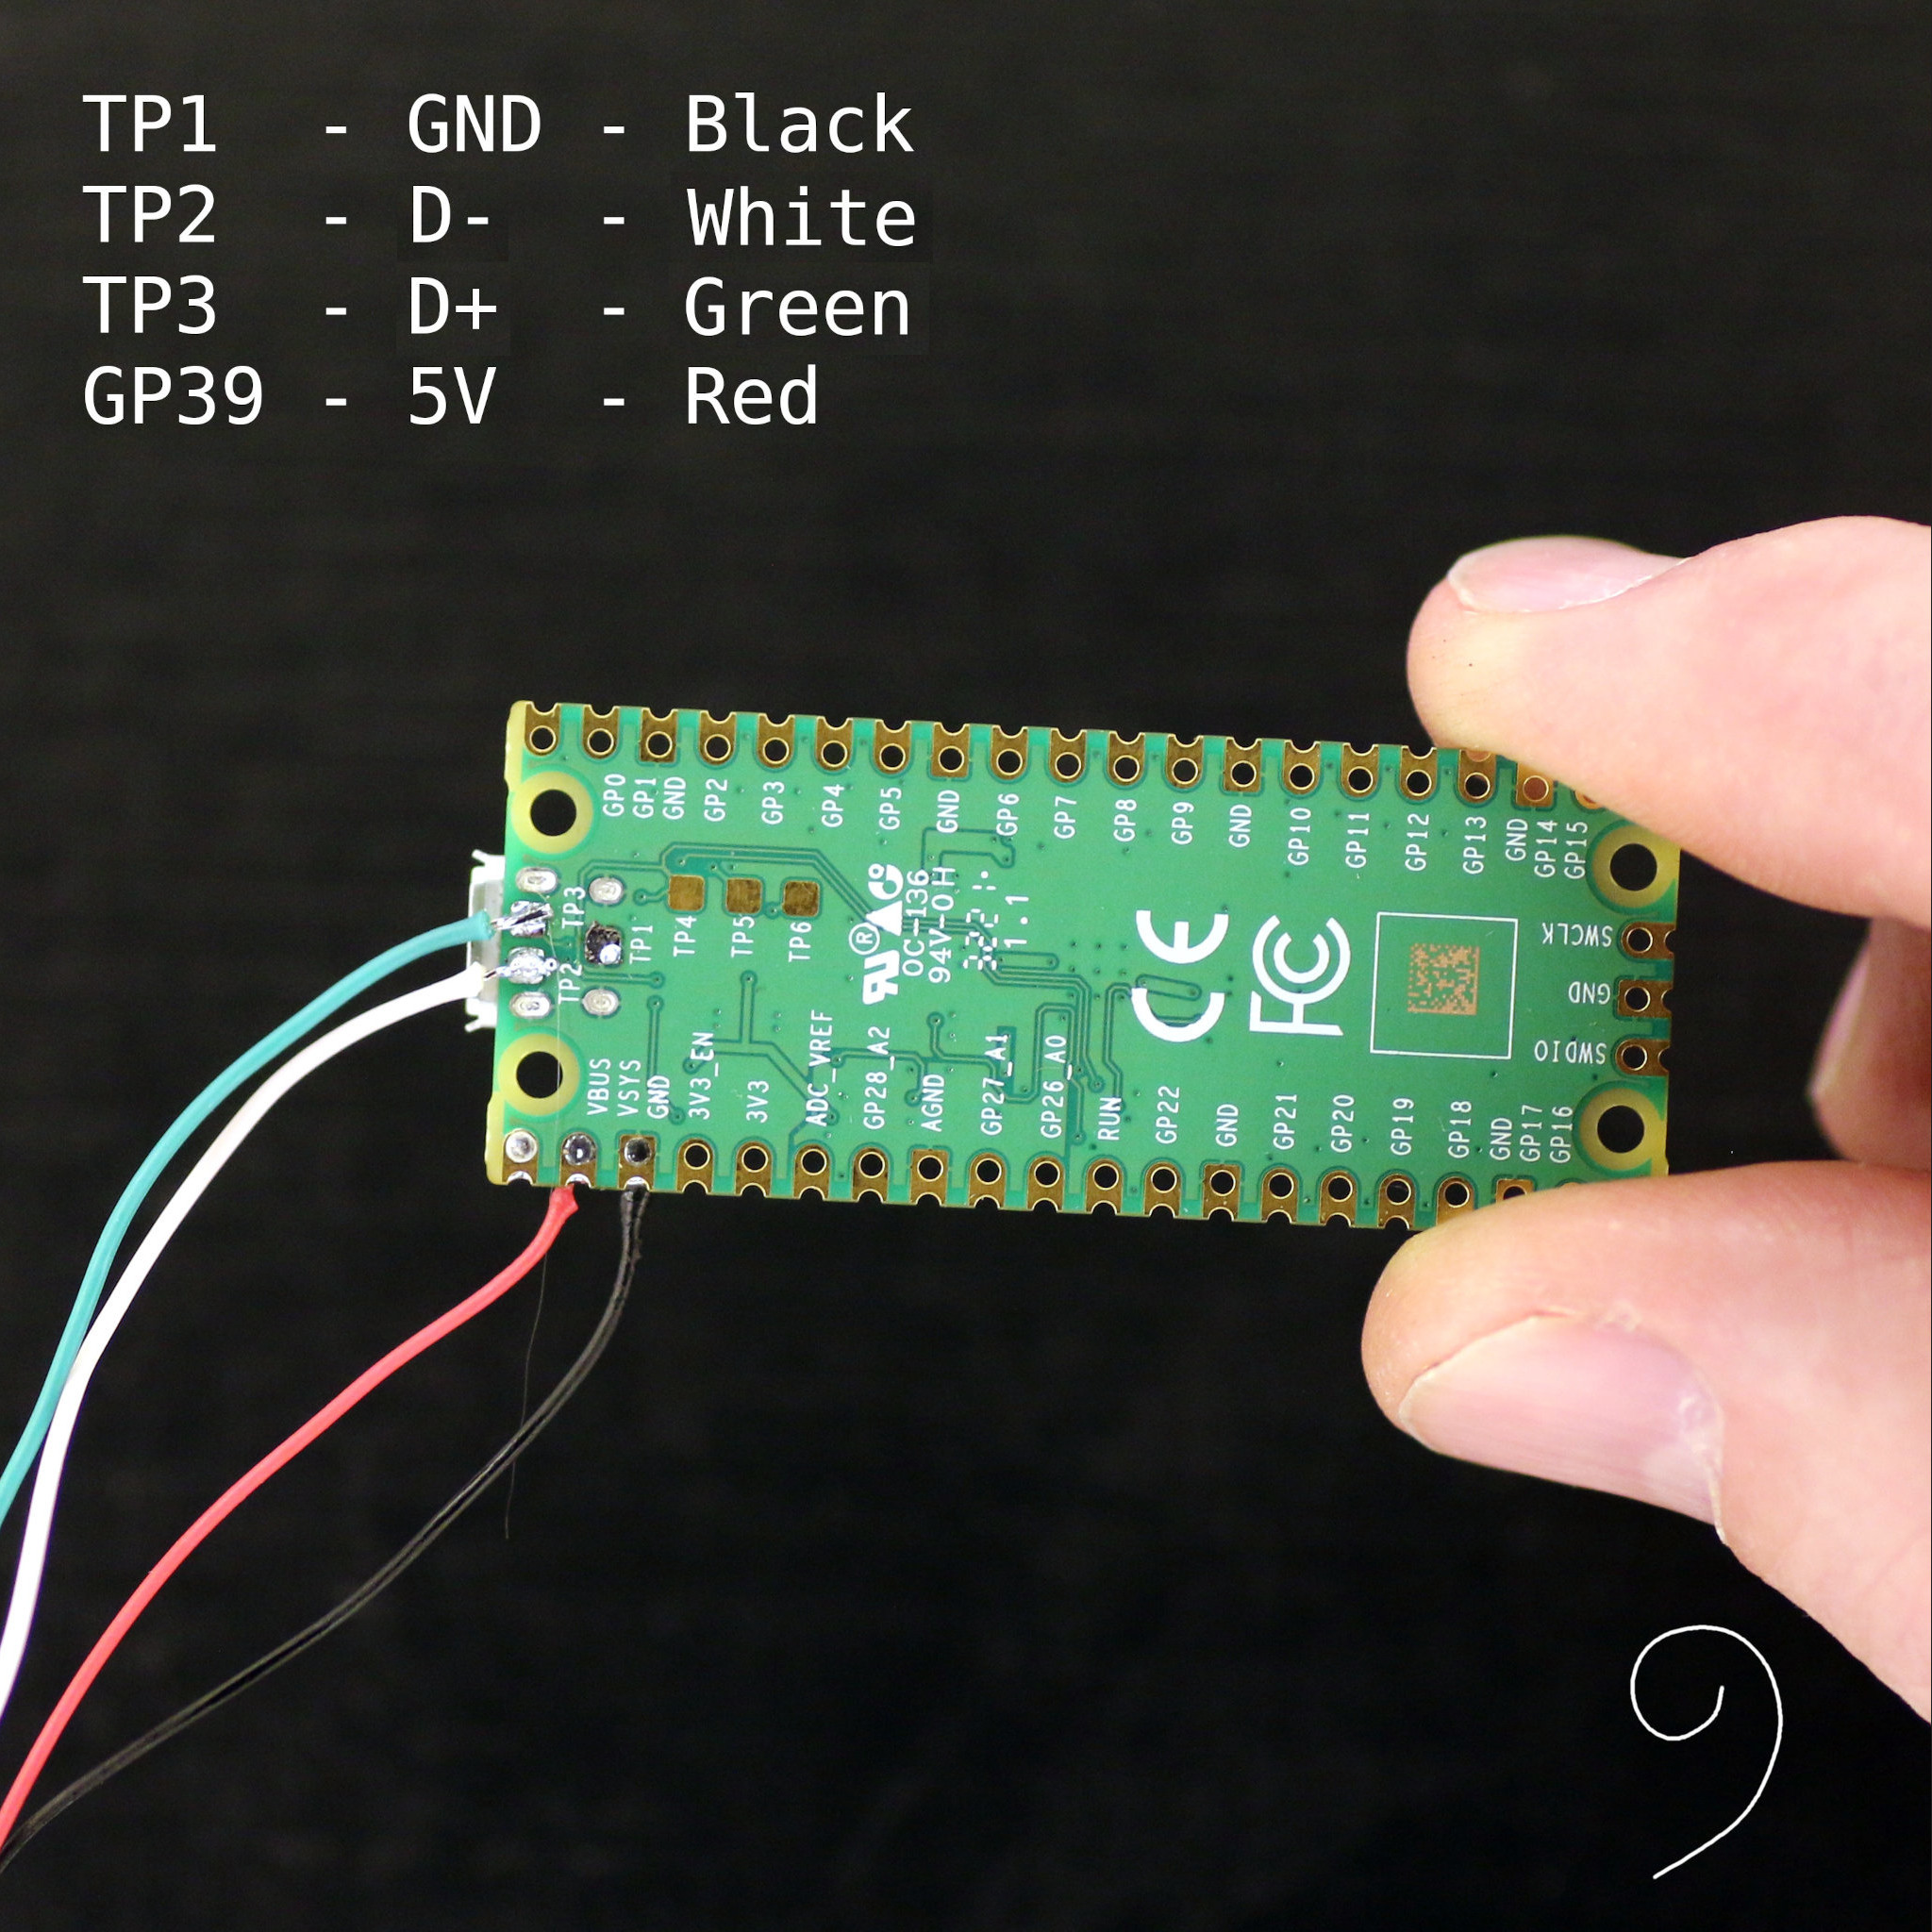 TP1 - GND - Black
TP2 - D- - White
TP3 - D+ - Green
GP39 - 5V - Red
GP0 GP1 GND GP2 GP3 GP4 GP5 GND GP6 GP7 GP8 GP9 GND GP10 GP11 GP12 GP13 GND GP14 GP15
TP3 TP2 TP1 TP4 TP5 TP6
OC-136
94V-0H
1.1
CE FC
SWCLK
GND
SWDIO
VBUS VSYS GND 3V3_EN 3V3 ADC_VREF GP28_A2 AGND GP27_A1 GP26_A0 RUN GP22 GND GP21 GP20 GP19 GP18 GND GP17 GP16